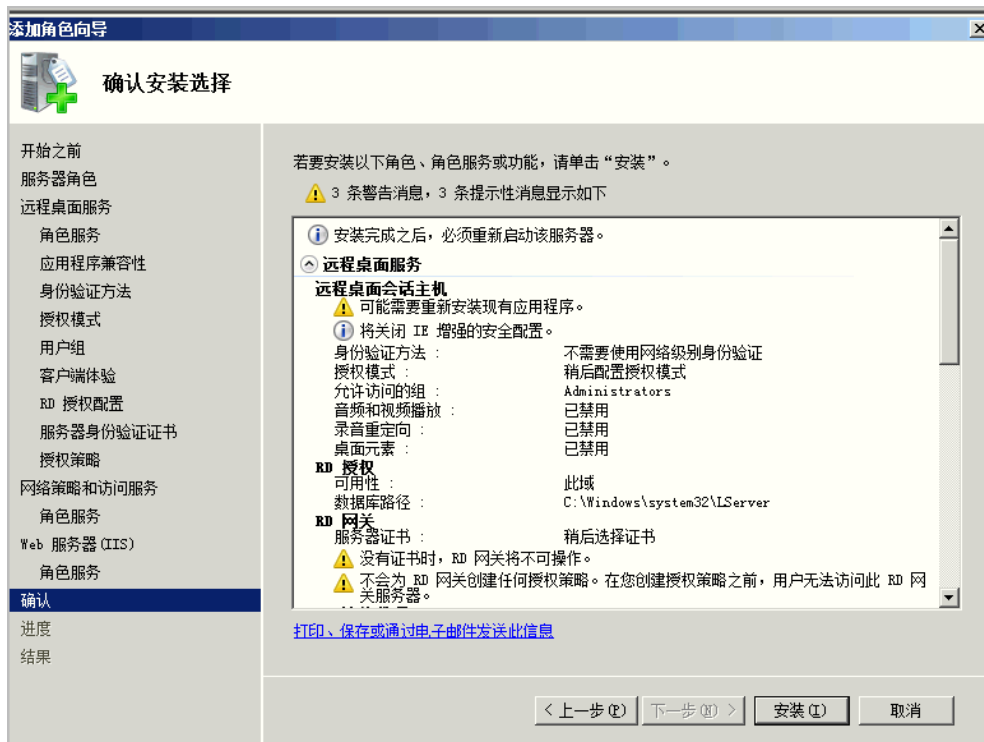 添加角色向导
确认安装选择
开始之前
服务器角色
远程桌面服务
角色服务
应用程序兼容性
身份验证方法
授权模式
用户组
客户端体验
RD 授权配置
服务器身份验证证书
授权策略
网络策略和访问服务
角色服务
Web 服务器(IIS)
角色服务
确认
进度
结果
若要安装以下角色、角色服务或功能，请单击“安装”。
3 条警告消息，3 条提示性消息显示如下
安装完成之后，必须重新启动该服务器。
远程桌面服务
远程桌面会话主机
可能需要重新安装现有应用程序。
将关闭 IE 增强的安全配置。
身份验证方法 : 不需要使用网络级别身份验证
授权模式 : 稍后配置授权模式
允许访问的组 : Administrators
音频和视频播放 : 已禁用
录音重定向 : 已禁用
桌面元素 : 已禁用
RD 授权
可用性 : 此域
数据库路径 : C:\Windows\system32\LServer
RD 网关
服务器证书 : 稍后选择证书
没有证书时，RD 网关将不可操作。
不会为 RD 网关创建任何授权策略。在您创建授权策略之前，用户无法访问此 RD 网
关服务器。
打印、保存或通过电子邮件发送此信息
< 上一步(P) 下一步(N) > 安装(I) 取消